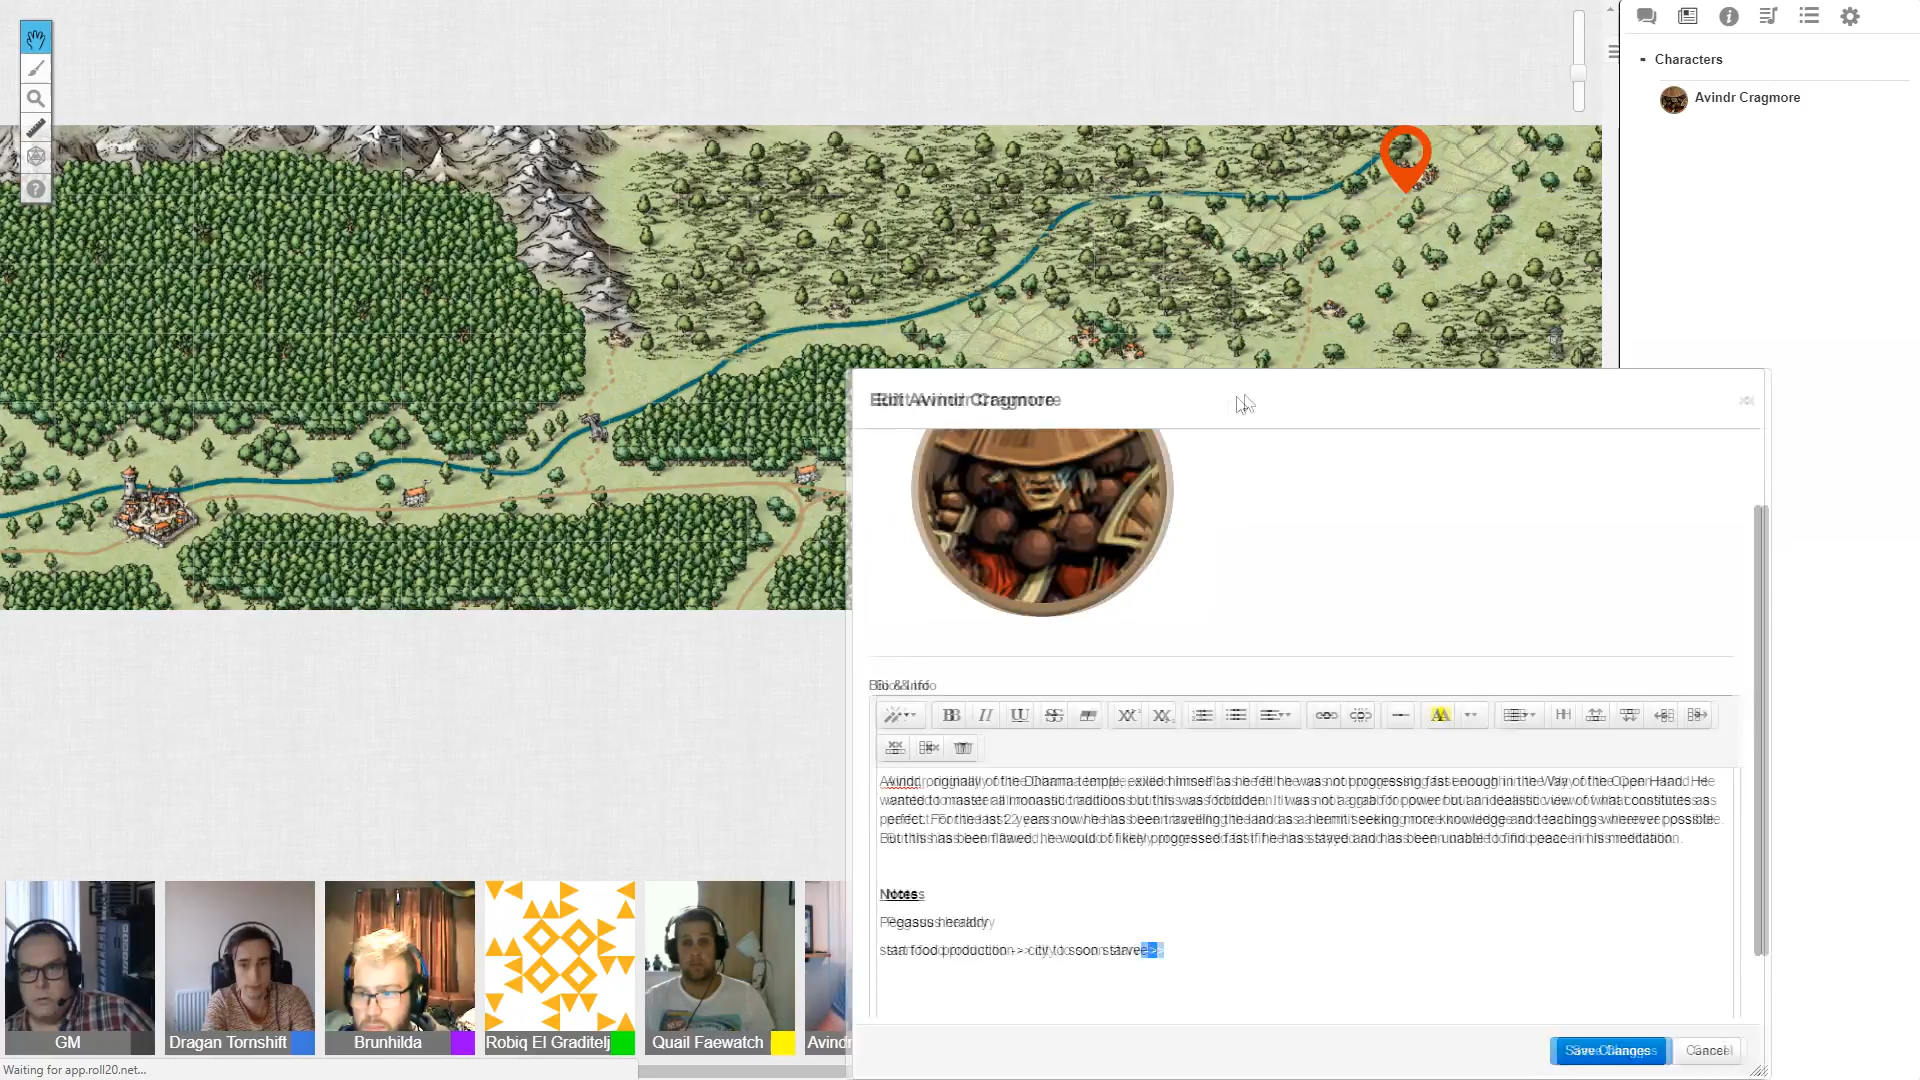 Characters
Avindr Cragmore
Edit Avindr Cragmore
Bio & Info
Avindr, originally of the Dharma temple, exiled himself as he felt he was not progressing fast enough in the Way of the Open Hand. He
wanted to master all monastic traditions but this was forbidden. It was not a grab for power but an idealistic view of what constitutes as
perfect. For the last 2 years now he has been travelling the land as a hermit seeking more knowledge and teachings wherever possible.
But this has been flawed, he would of likely progressed fast if he has stayed and has been unable to find peace in his meditation.
Notes
Pegasus heraldry
start food production -> city to soon starve
Save Changes
Cancel
GM
Dragan Tornshift
Brunhilda
Robiq El Graditelj
Quail Faewatch
Avindr
Waiting for app.roll20.net...